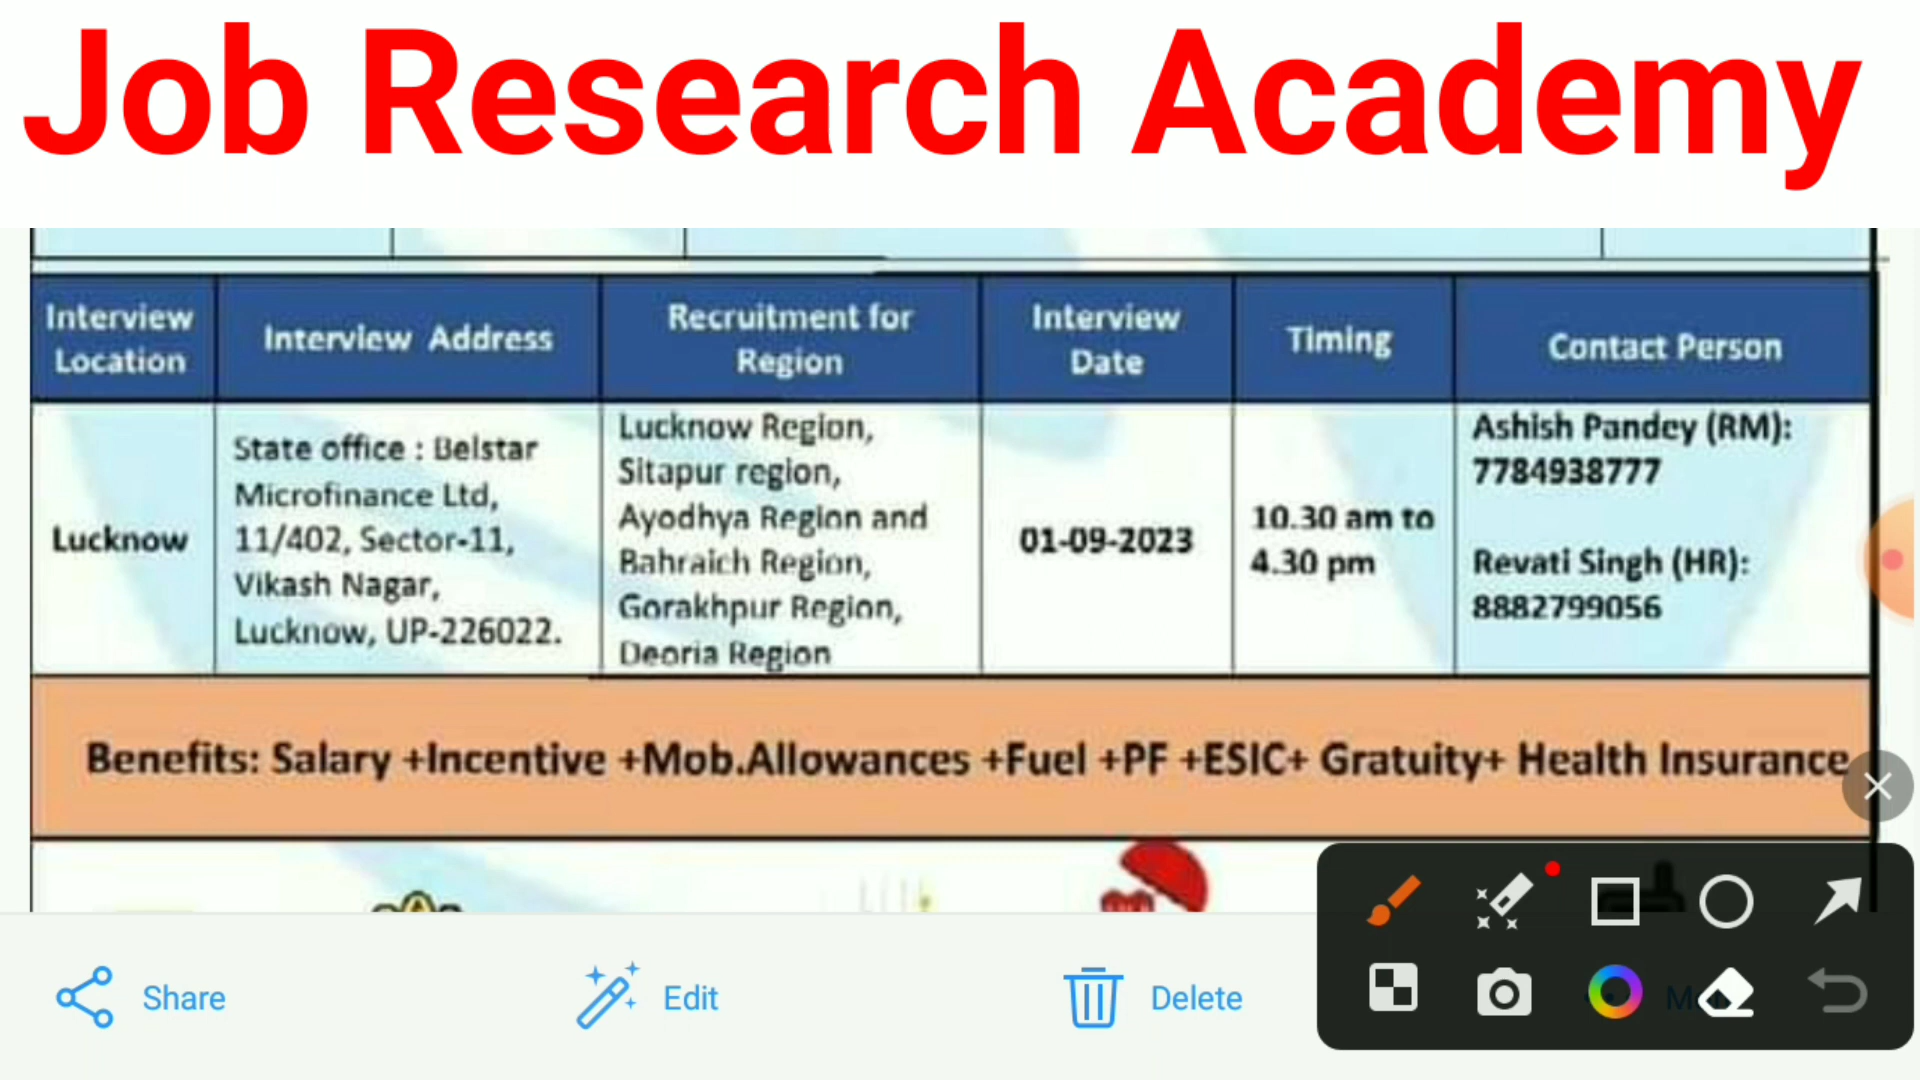 Job Research Academy
Interview Location
Interview Address
Recruitment for Region
Interview Date
Timing
Contact Person
Lucknow
State office : Belstar
Microfinance Ltd,
11/402, Sector-11,
Vikash Nagar,
Lucknow, UP-226022.
Lucknow Region,
Sitapur region,
Ayodhya Region and
Bahraich Region,
Gorakhpur Region,
Deoria Region
01-09-2023
10.30 am to
4.30 pm
Ashish Pandey (RM):
7784938777
Revati Singh (HR):
8882799056
Benefits: Salary +Incentive +Mob.Allowances +Fuel +PF +ESIC+ Gratuity+ Health Insurance
Share
Edit
Delete